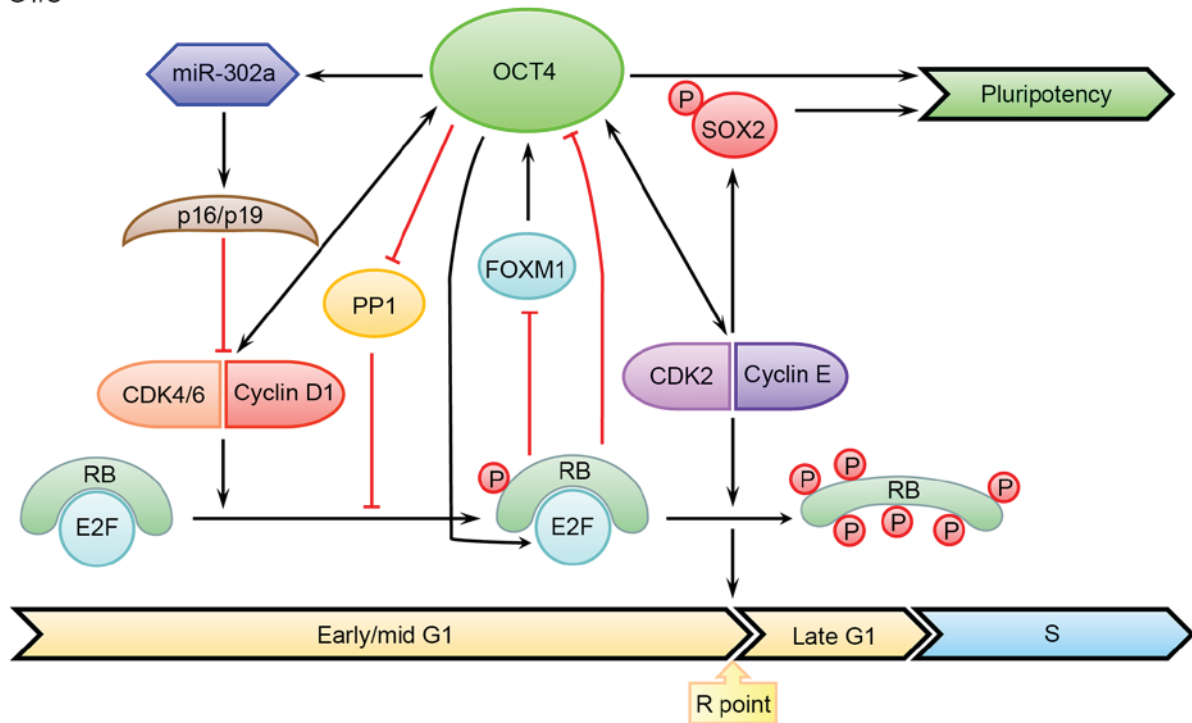 miR-302a
OCT4
P
SOX2
Pluripotency
p16/p19
FOXM1
PP1
CDK4/6
Cyclin D1
CDK2
Cyclin E
RB
E2F
P
RB
E2F
P
P
RB
P
P
P
P
Early/mid G1
Late G1
S
R point